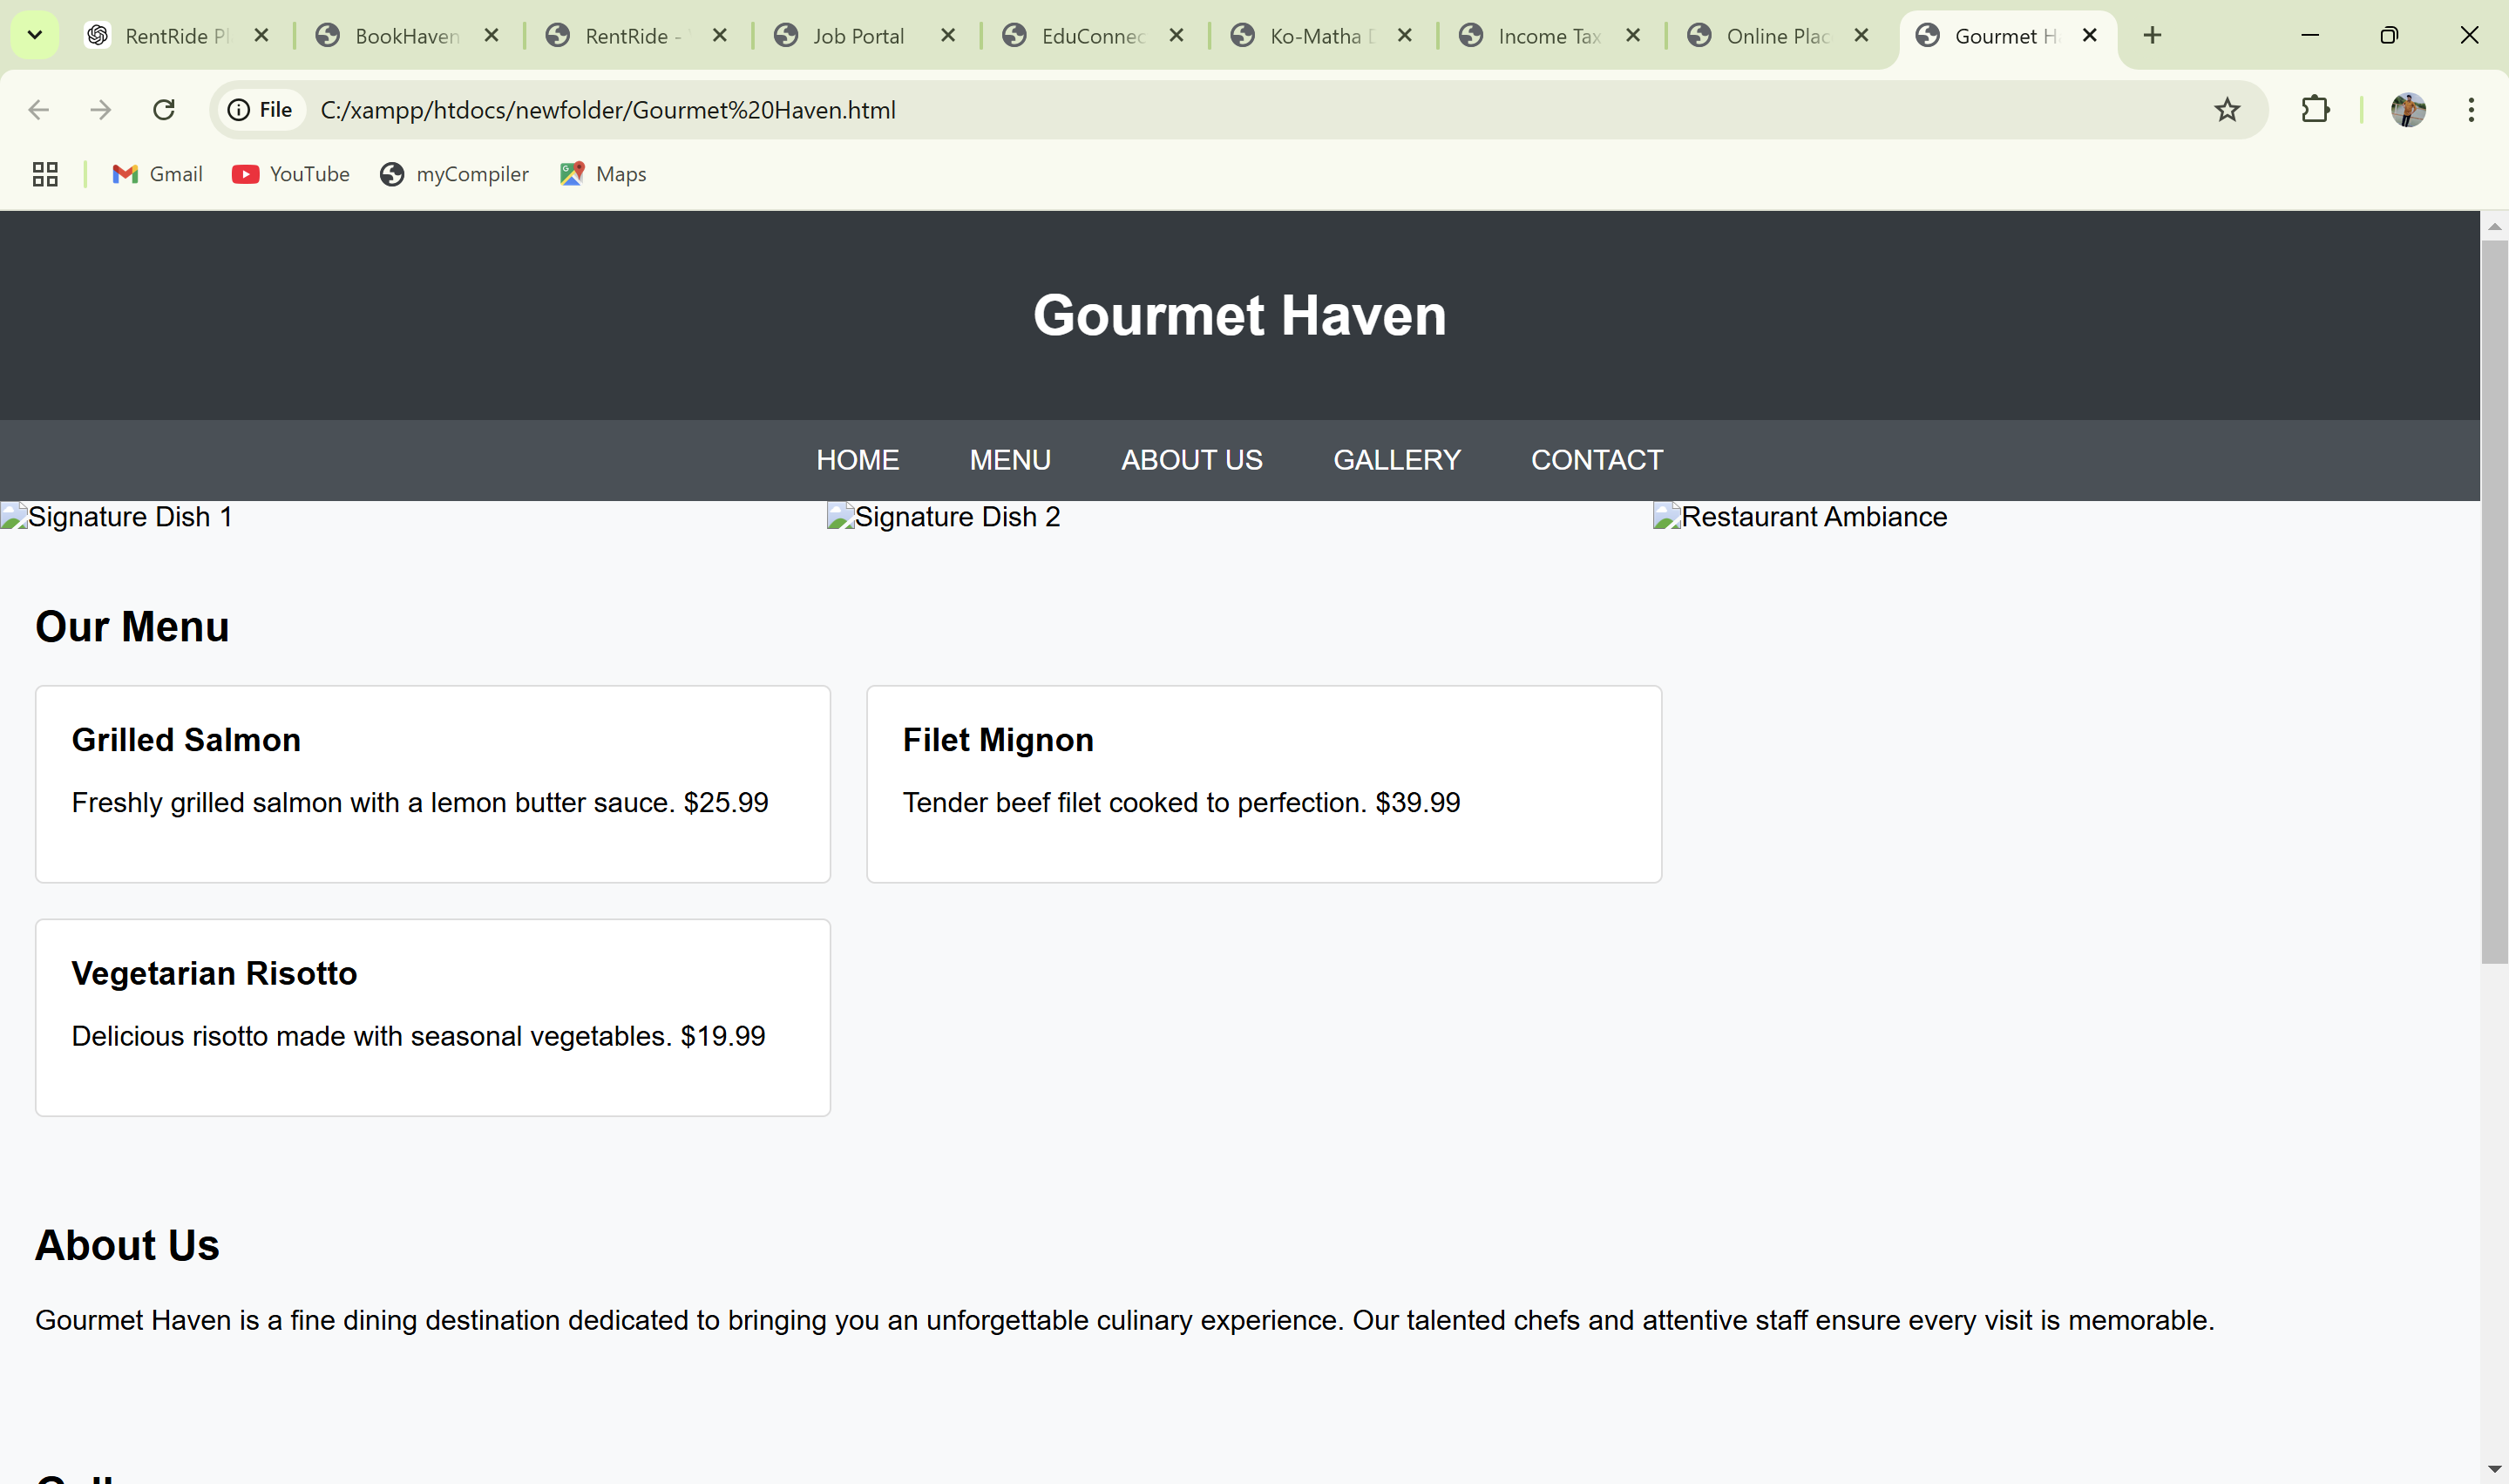 RentRide Pl
BookHaven
RentRide -
Job Portal
EduConnec
Ko-Matha
Income Tax
Online Plac
Gourmet H
File
C:/xampp/htdocs/newfolder/Gourmet%20Haven.html
Gmail
YouTube
myCompiler
Maps
Gourmet Haven
HOME MENU ABOUT US GALLERY CONTACT
Signature Dish 1
Signature Dish 2
Restaurant Ambiance
Our Menu
Grilled Salmon
Freshly grilled salmon with a lemon butter sauce. $25.99
Filet Mignon
Tender beef filet cooked to perfection. $39.99
Vegetarian Risotto
Delicious risotto made with seasonal vegetables. $19.99
About Us
Gourmet Haven is a fine dining destination dedicated to bringing you an unforgettable culinary experience. Our talented chefs and attentive staff ensure every visit is memorable.